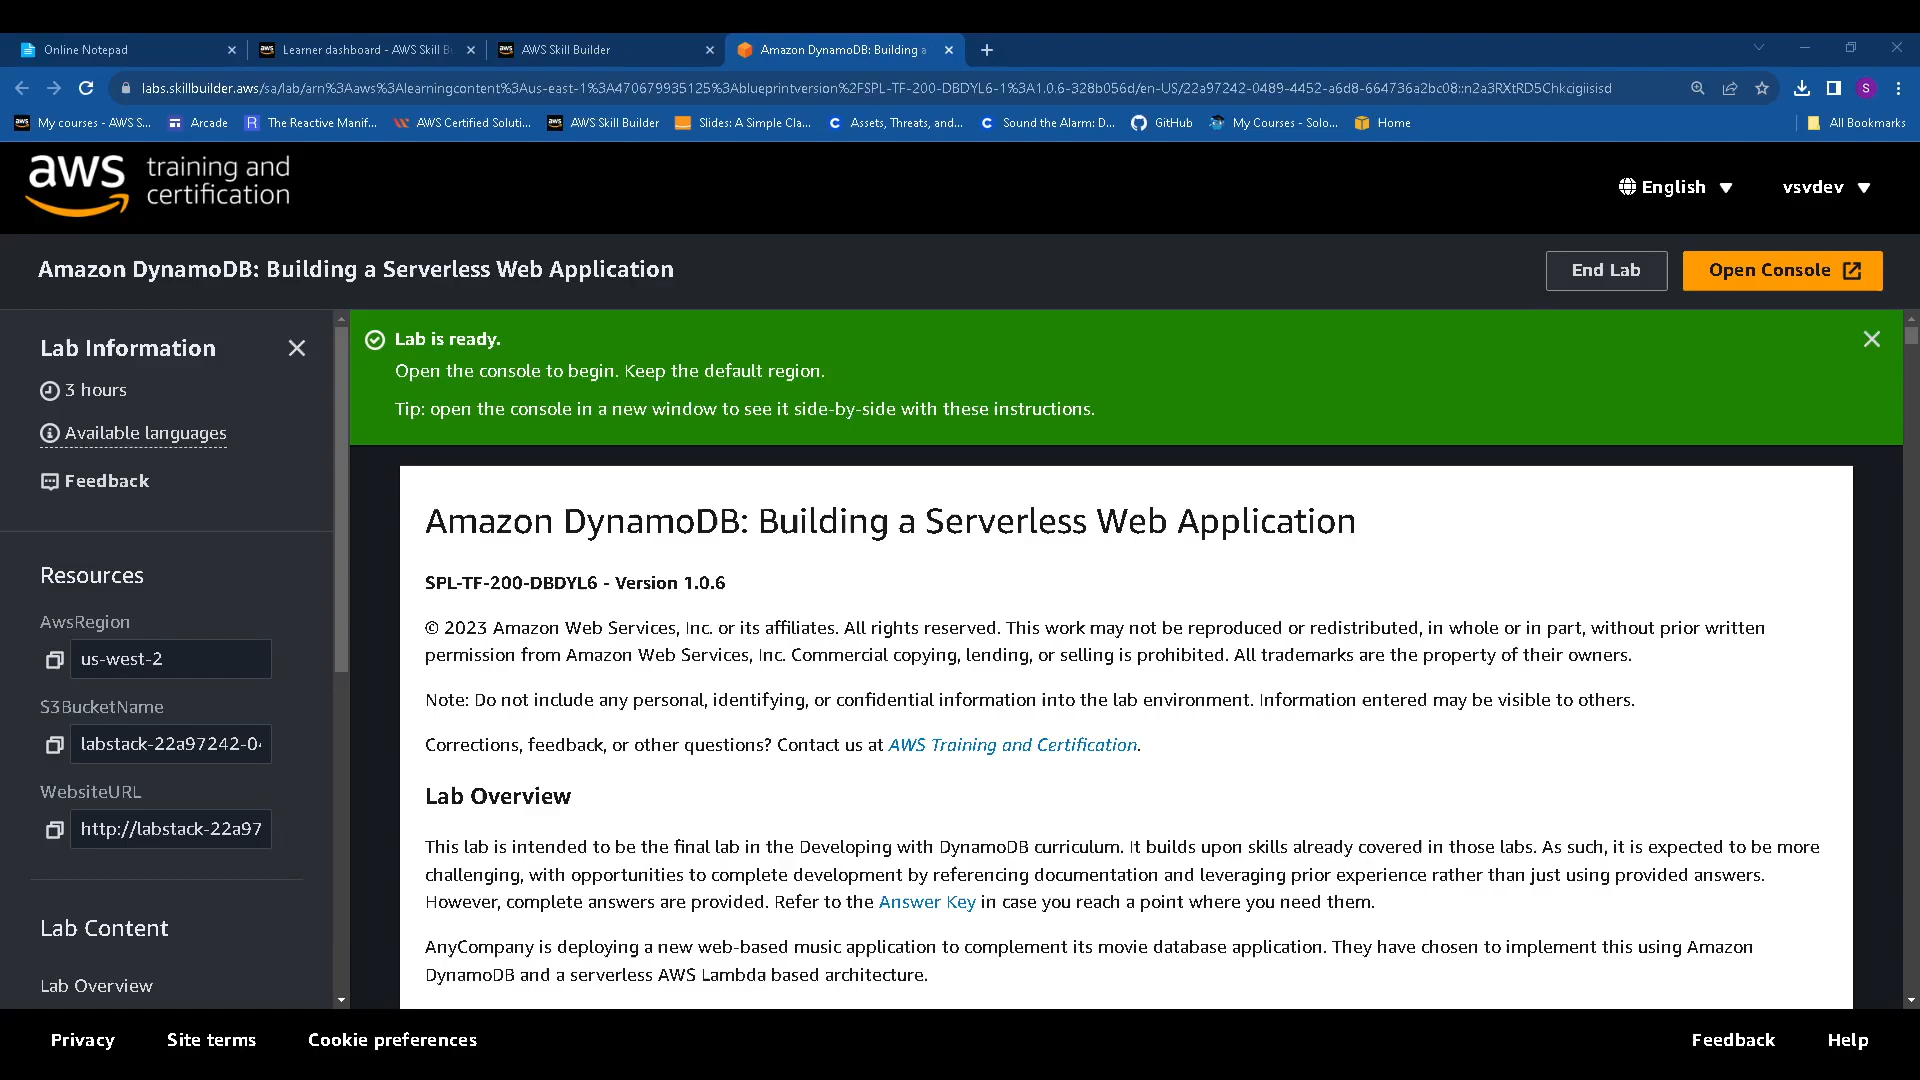 Online Notepad
Learner dashboard - AWS Skill B
AWS Skill Builder
Amazon DynamoDB: Building a
labs.skillbuilder.aws/sa/lab/arn%3Aaws%3Alearningcontent%3Aus-east-1%3A470679935125%3Ablueprintversion%2FSPL-TF-200-DBDYL6-1%3A1.0.6-328b056d/en-US/22a97242-0489-4452-a6d8-664736a2bc08::n2a3RXtRD5Chkcigiisisd
S
My courses - AWS S...
Arcade
The Reactive Manif...
AWS Certified Soluti...
AWS Skill Builder
Slides: A Simple Cla...
Assets, Threats, and...
Sound the Alarm: D...
GitHub
My Courses - Solo...
Home
All Bookmarks
aws training and certification
English
vsvdev
Amazon DynamoDB: Building a Serverless Web Application
End Lab
Open Console
Lab Information
3 hours
Available languages
Feedback
Resources
AwsRegion
us-west-2
S3BucketName
labstack-22a97242-04
WebsiteURL
http://labstack-22a97
Lab Content
Lab Overview
Lab is ready.
Open the console to begin. Keep the default region.
Tip: open the console in a new window to see it side-by-side with these instructions.
Amazon DynamoDB: Building a Serverless Web Application
SPL-TF-200-DBDYL6 - Version 1.0.6
© 2023 Amazon Web Services, Inc. or its affiliates. All rights reserved. This work may not be reproduced or redistributed, in whole or in part, without prior written
permission from Amazon Web Services, Inc. Commercial copying, lending, or selling is prohibited. All trademarks are the property of their owners.
Note: Do not include any personal, identifying, or confidential information into the lab environment. Information entered may be visible to others.
Corrections, feedback, or other questions? Contact us at AWS Training and Certification.
Lab Overview
This lab is intended to be the final lab in the Developing with DynamoDB curriculum. It builds upon skills already covered in those labs. As such, it is expected to be more
challenging, with opportunities to complete development by referencing documentation and leveraging prior experience rather than just using provided answers.
However, complete answers are provided. Refer to the Answer Key in case you reach a point where you need them.
AnyCompany is deploying a new web-based music application to complement its movie database application. They have chosen to implement this using Amazon
DynamoDB and a serverless AWS Lambda based architecture.
Privacy
Site terms
Cookie preferences
Feedback
Help